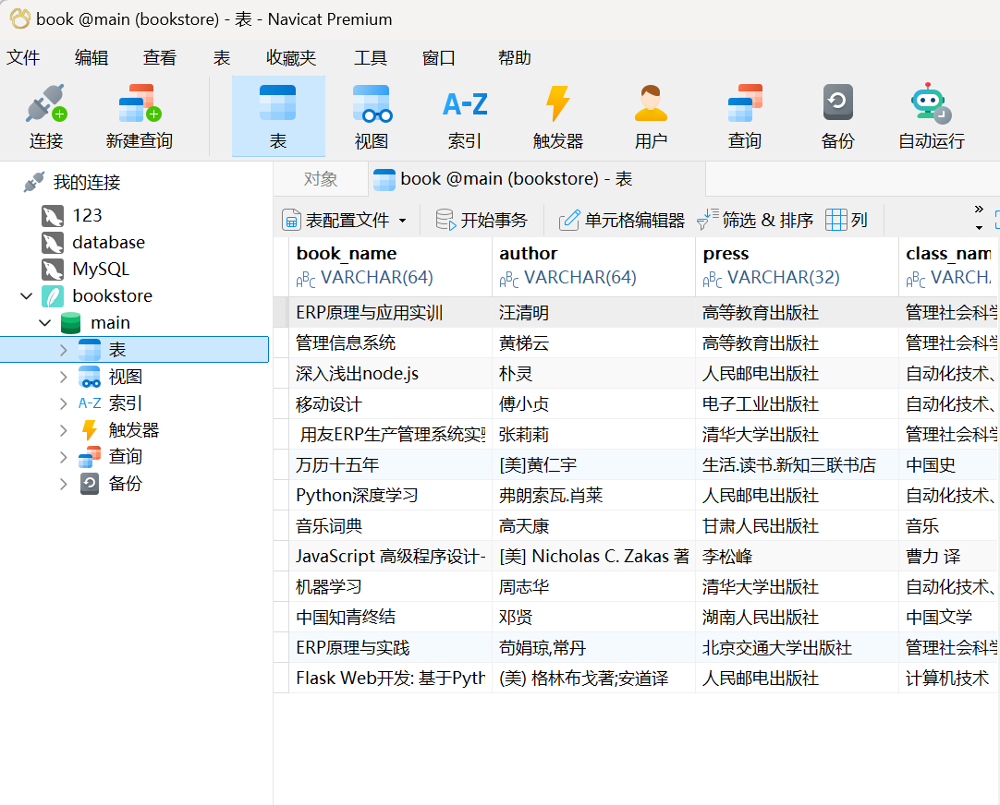 book @main (bookstore) - 表 - Navicat Premium
文件 编辑 查看 表 收藏夹 工具 窗口 帮助
连接 新建查询 表 视图 A-Z 索引 触发器 用户 查询 备份 自动运行
我的连接
123
database
MySQL
bookstore
main
表
视图
A-Z 索引
触发器
查询
备份
对象 book @main (bookstore) - 表
表配置文件 开始事务 单元格编辑器 筛选 & 排序 列 »
book_name author press class_nam
ABC VARCHAR(64) ABC VARCHAR(64) ABC VARCHAR(32) ABC VARCHA
ERP原理与应用实训 汪清明 高等教育出版社 管理社会科学
管理信息系统 黄梯云 高等教育出版社 管理社会科学
深入浅出node.js 朴灵 人民邮电出版社 自动化技术、
移动设计 傅小贞 电子工业出版社 自动化技术、
用友ERP生产管理系统实验 张莉莉 清华大学出版社 管理社会科学
万历十五年 [美]黄仁宇 生活.读书.新知三联书店 中国史
Python深度学习 弗朗索瓦.肖莱 人民邮电出版社 自动化技术、
音乐词典 高天康 甘肃人民出版社 音乐
JavaScript 高级程序设计- [美] Nicholas C. Zakas 著 李松峰 曹力 译
机器学习 周志华 清华大学出版社 自动化技术、
中国知青终结 邓贤 湖南人民出版社 中国文学
ERP原理与实践 苟娟琼,常丹 北京交通大学出版社 管理社会科学
Flask Web开发: 基于Pyth (美) 格林布戈著;安道译 人民邮电出版社 计算机技术